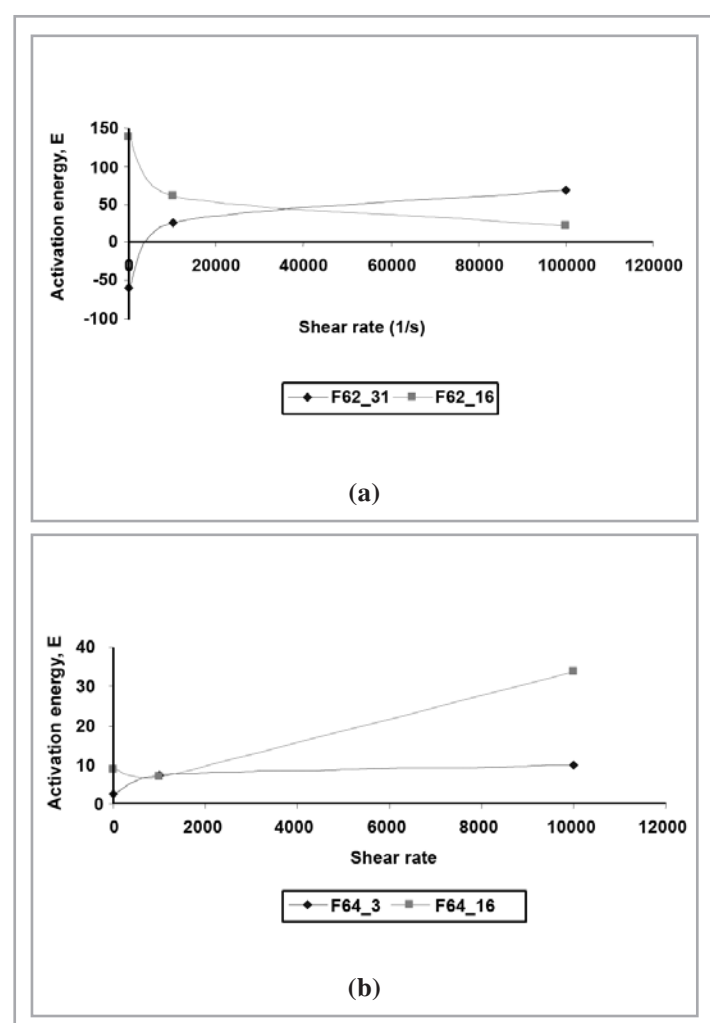 Activation energy, E
150
100
50
0
-50
-100
0 20000 40000 60000 80000 100000 120000
Shear rate (1/s)
F62_31 F62_16
(a)
Activation energy, E
40
30
20
10
0
0 2000 4000 6000 8000 10000 12000
Shear rate
F64_3 F64_16
(b)